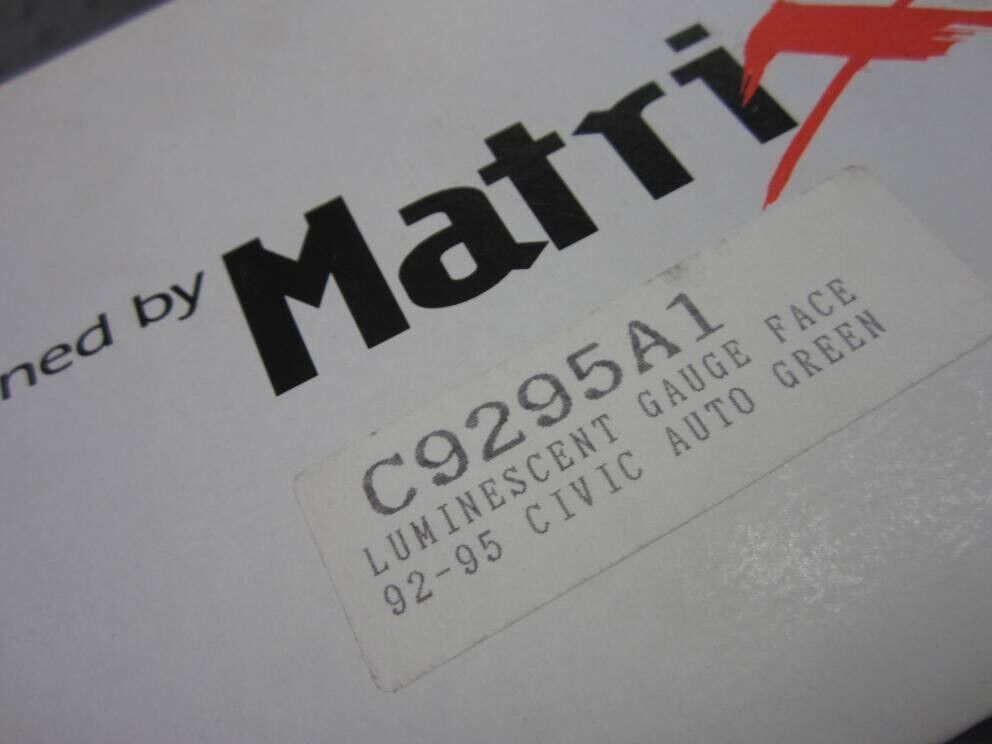 ned by MatriX
C9295A1
LUMINESCENT GAUGE FACE
92-95 CIVIC AUTO GREEN